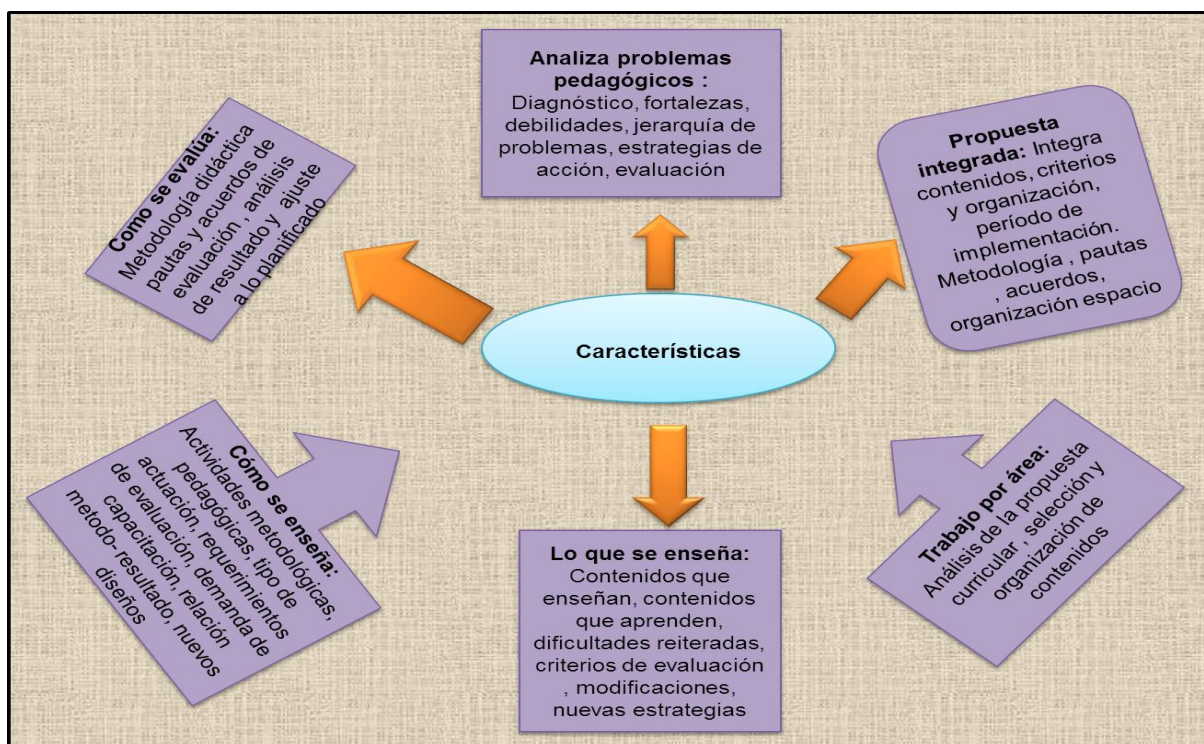 Analiza problemas
pedagógicos :
Diagnóstico, fortalezas,
debilidades, jerarquía de
problemas, estrategias de
acción, evaluación
Como se evalúa:
Metodología didáctica
pautas y acuerdos de
evaluación , análisis
de resultado y ajuste
a lo planificado
Propuesta
integrada: Integra
contenidos, criterios
y organización,
período de
implementación.
Metodología , pautas
, acuerdos,
organización espacio
Características
Cómo se enseña:
Actividades metodológicas,
pedagógicas, tipo de
actuación, requerimientos
de evaluación, demanda de
capacitación, relación
metodo- resultado, nuevos
diseños
Lo que se enseña:
Contenidos que
enseñan, contenidos
que aprenden,
dificultades reiteradas,
criterios de evaluación
, modificaciones,
nuevas estrategias
Trabajo por área:
Análisis de la propuesta
curricular , selección y
organización de
contenidos